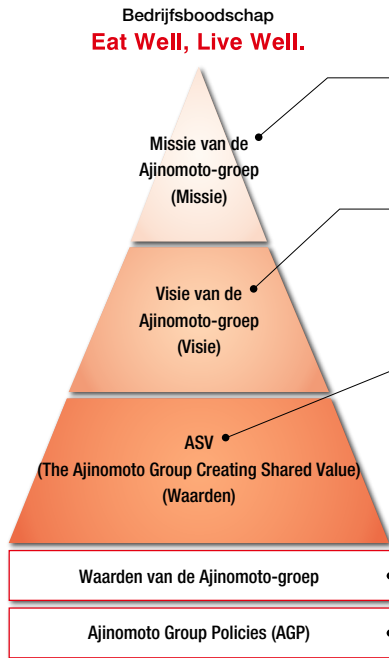 Bedrijfsboodschap
Eat Well, Live Well.
Missie van de
Ajinomoto-groep
(Missie)
Visie van de
Ajinomoto-groep
(Visie)
ASV
(The Ajinomoto Group Creating Shared Value)
(Waarden)
Waarden van de Ajinomoto-groep
Ajinomoto Group Policies (AGP)